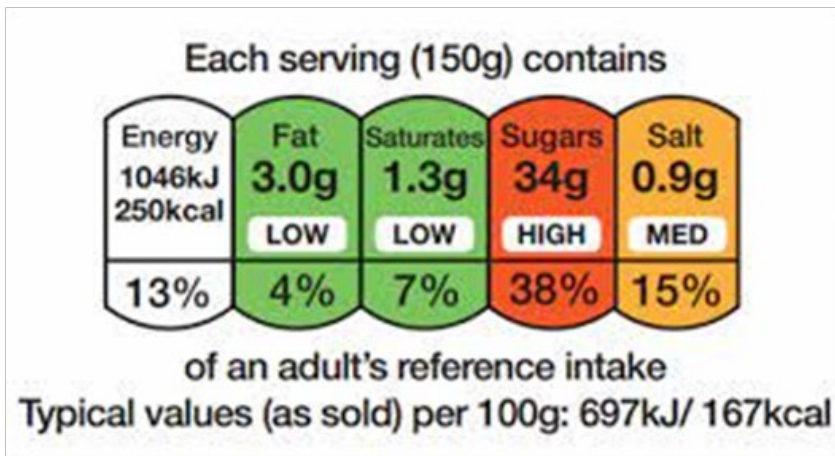 Each serving (150g) contains
Energy Fat Saturates Sugars Salt
1046kJ 250kcal 3.0g 1.3g 34g 0.9g
LOW LOW HIGH MED
13% 4% 7% 38% 15%
of an adult's reference intake
Typical values (as sold) per 100g: 697kJ/ 167kcal